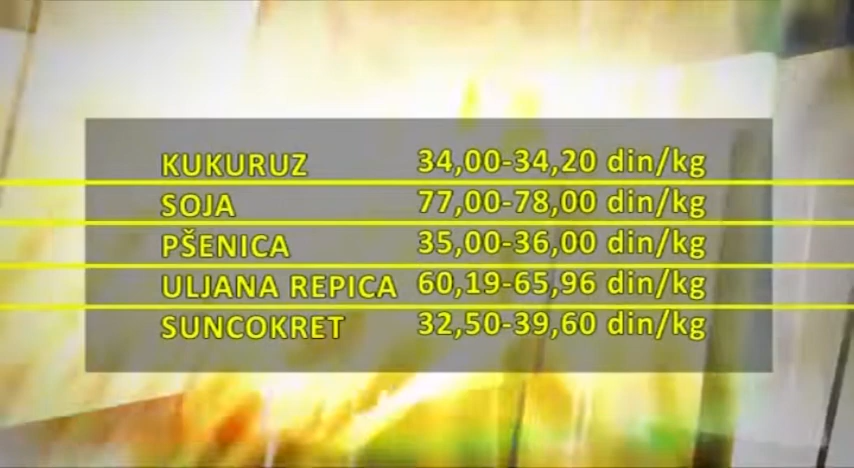 KUKURUZ 34,00-34,20 din/kg
SOJA 77,00-78,00 din/kg
PŠENICA 35,00-36,00 din/kg
ULJANA REPICA 60,19-65,96 din/kg
SUNCOKRET 32,50-39,60 din/kg